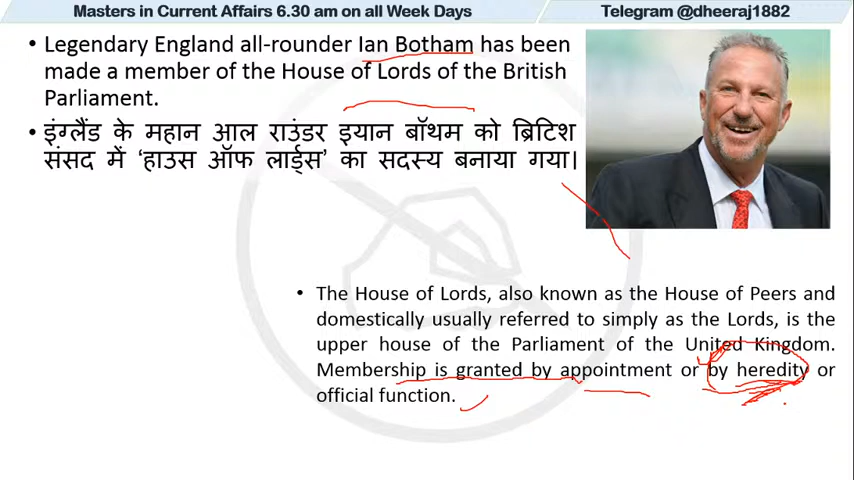 Masters in Current Affairs 6.30 am on all Week Days
Telegram @dheeraj1882
• Legendary England all-rounder Ian Botham has been
made a member of the House of Lords of the British
Parliament.
• इंग्लैंड के महान आल राउंडर इयान बॉथम को ब्रिटिश
संसद में ‘हाउस ऑफ लार्ड्स’ का सदस्य बनाया गया।
• The House of Lords, also known as the House of Peers and
domestically usually referred to simply as the Lords, is the
upper house of the Parliament of the United Kingdom.
Membership is granted by appointment or by heredity or
official function.